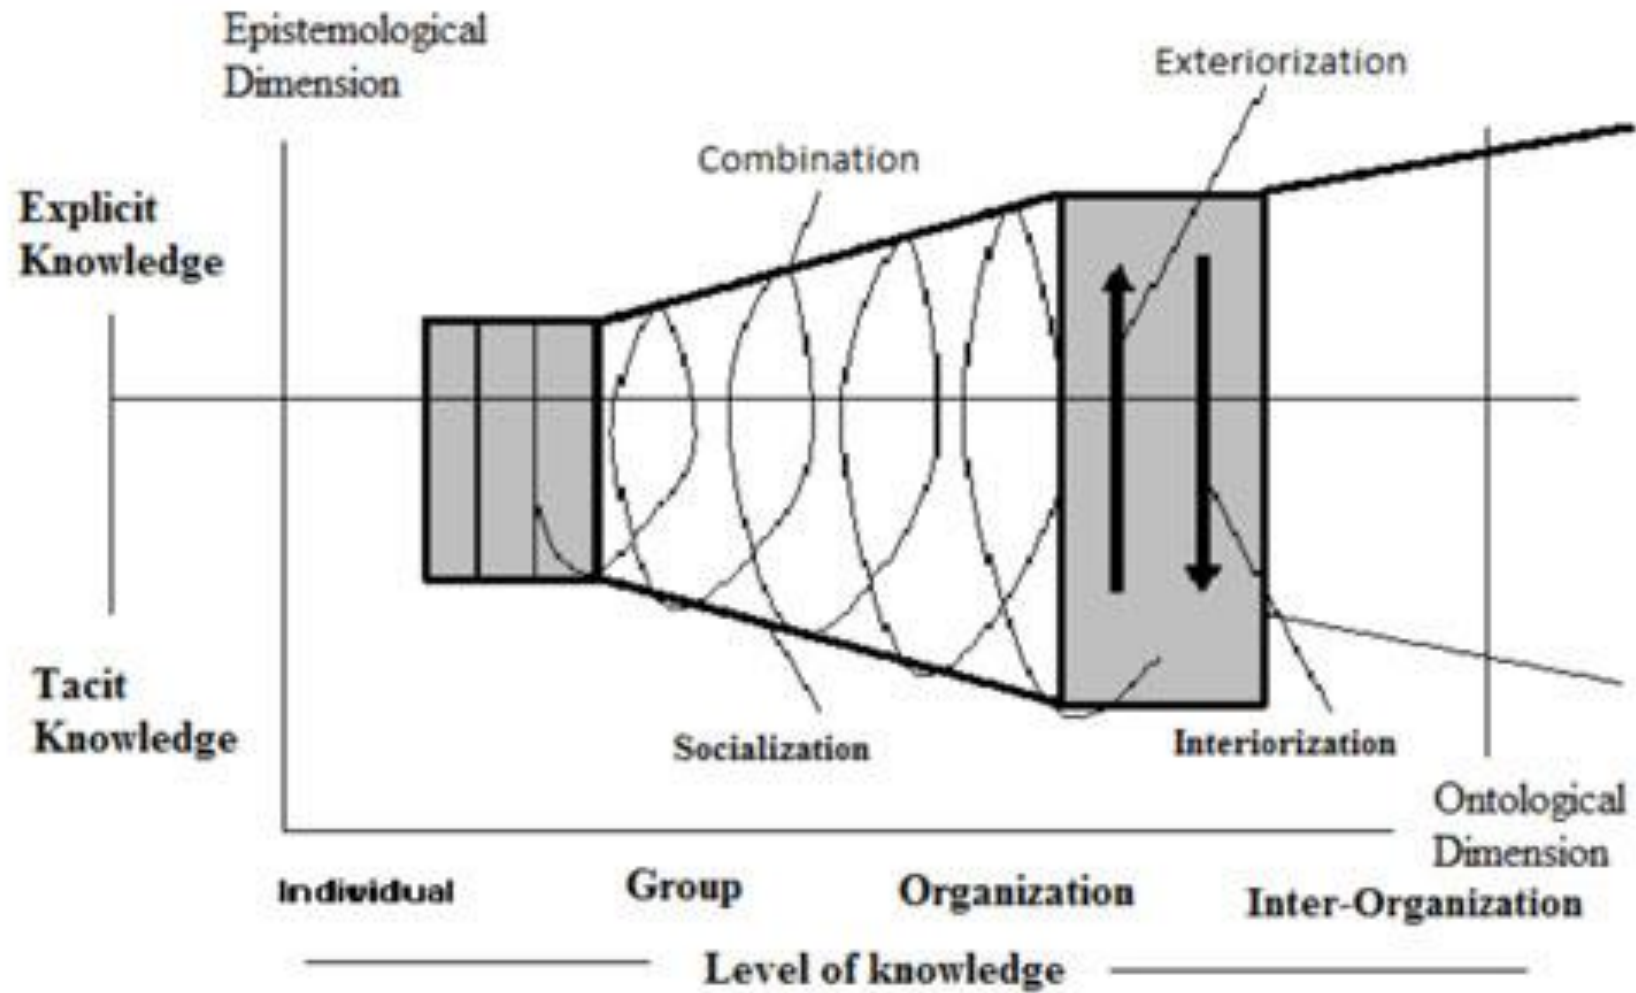 Epistemological
Dimension
Exteriorization
Combination
Explicit
Knowledge
Tacit
Knowledge
Socialization
Interiorization
Ontological
Dimension
Individual
Group
Organization
Inter-Organization
Level of knowledge